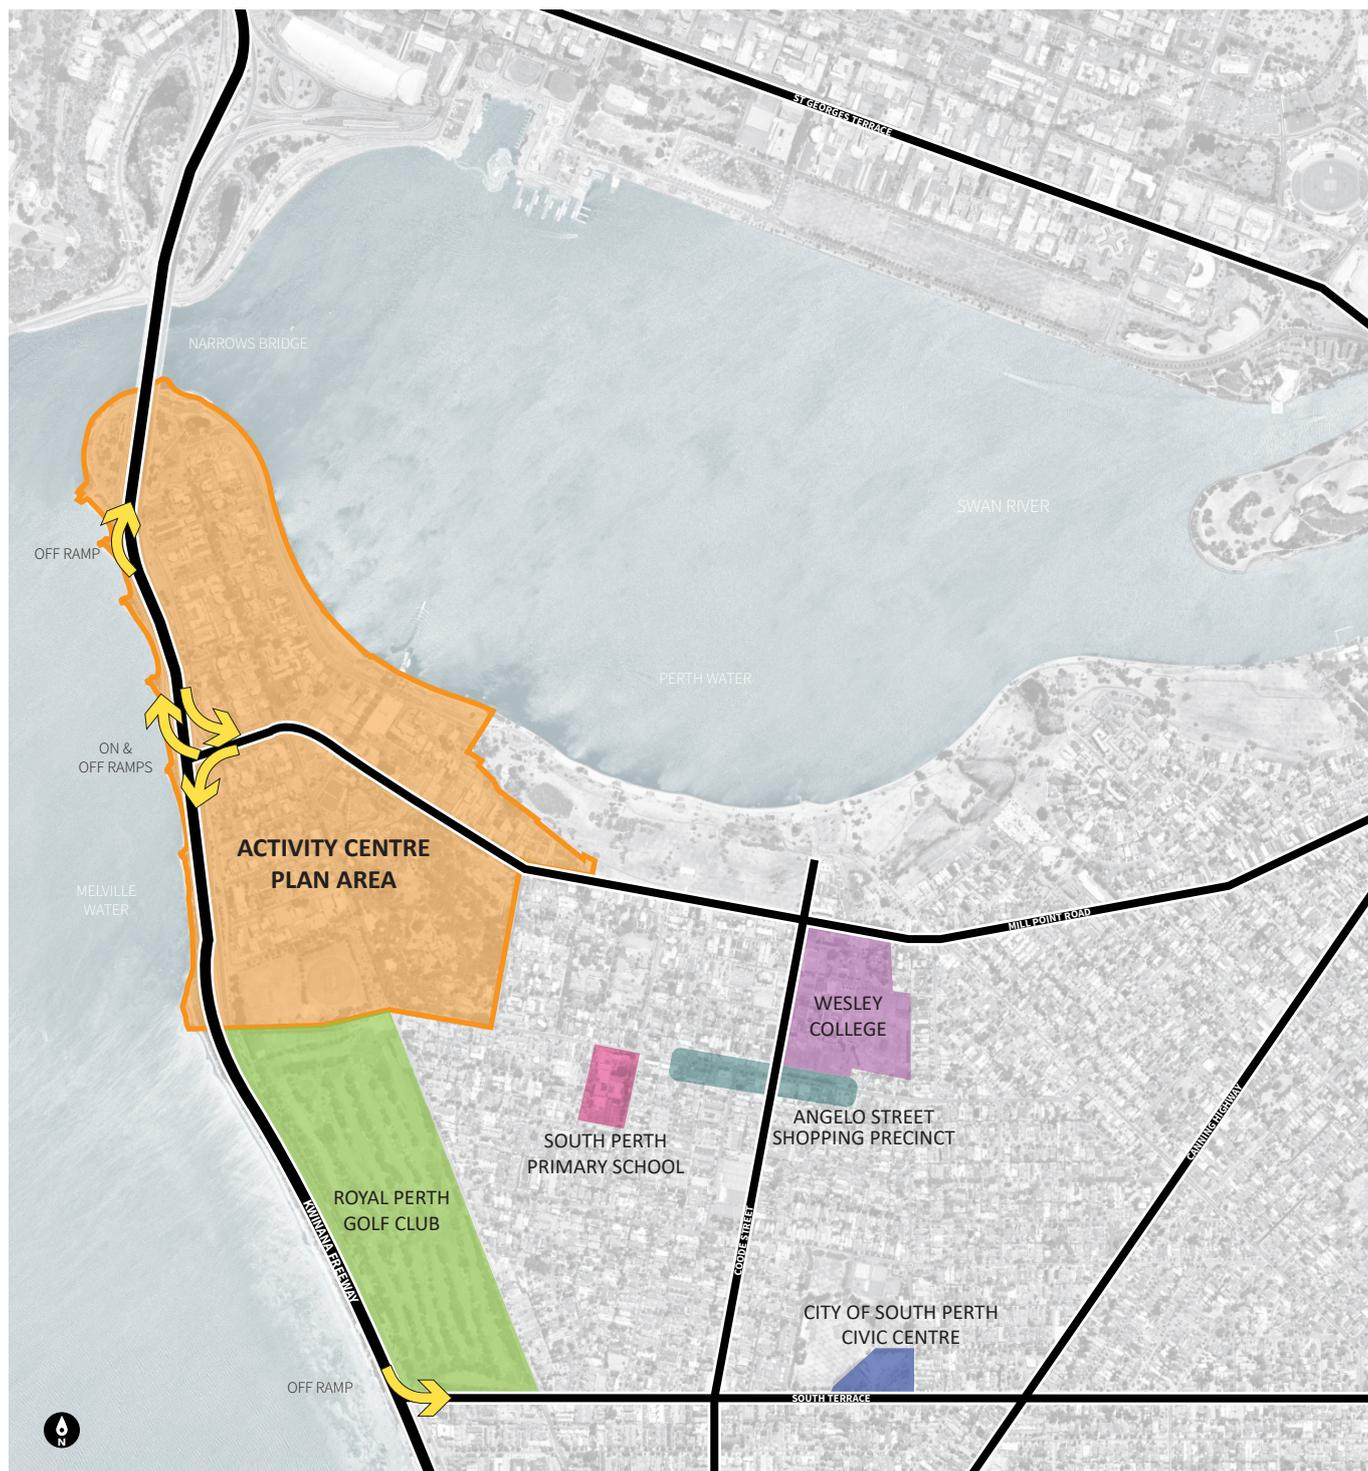 ST GEORGES TERRACE
NARROWS BRIDGE
SWAN RIVER
OFF RAMP
PERTH WATER
ON &
OFF RAMPS
ACTIVITY CENTRE
PLAN AREA
MELVILLE
WATER
MILL POINT ROAD
WESLEY
COLLEGE
CANNING HIGHWAY
ANGELO STREET
SHOPPING PRECINCT
SOUTH PERTH
PRIMARY SCHOOL
ROYAL PERTH
GOLF CLUB
KWINANA FREEWAY
COODE STREET
CITY OF SOUTH PERTH
CIVIC CENTRE
OFF RAMP
SOUTH TERRACE
N